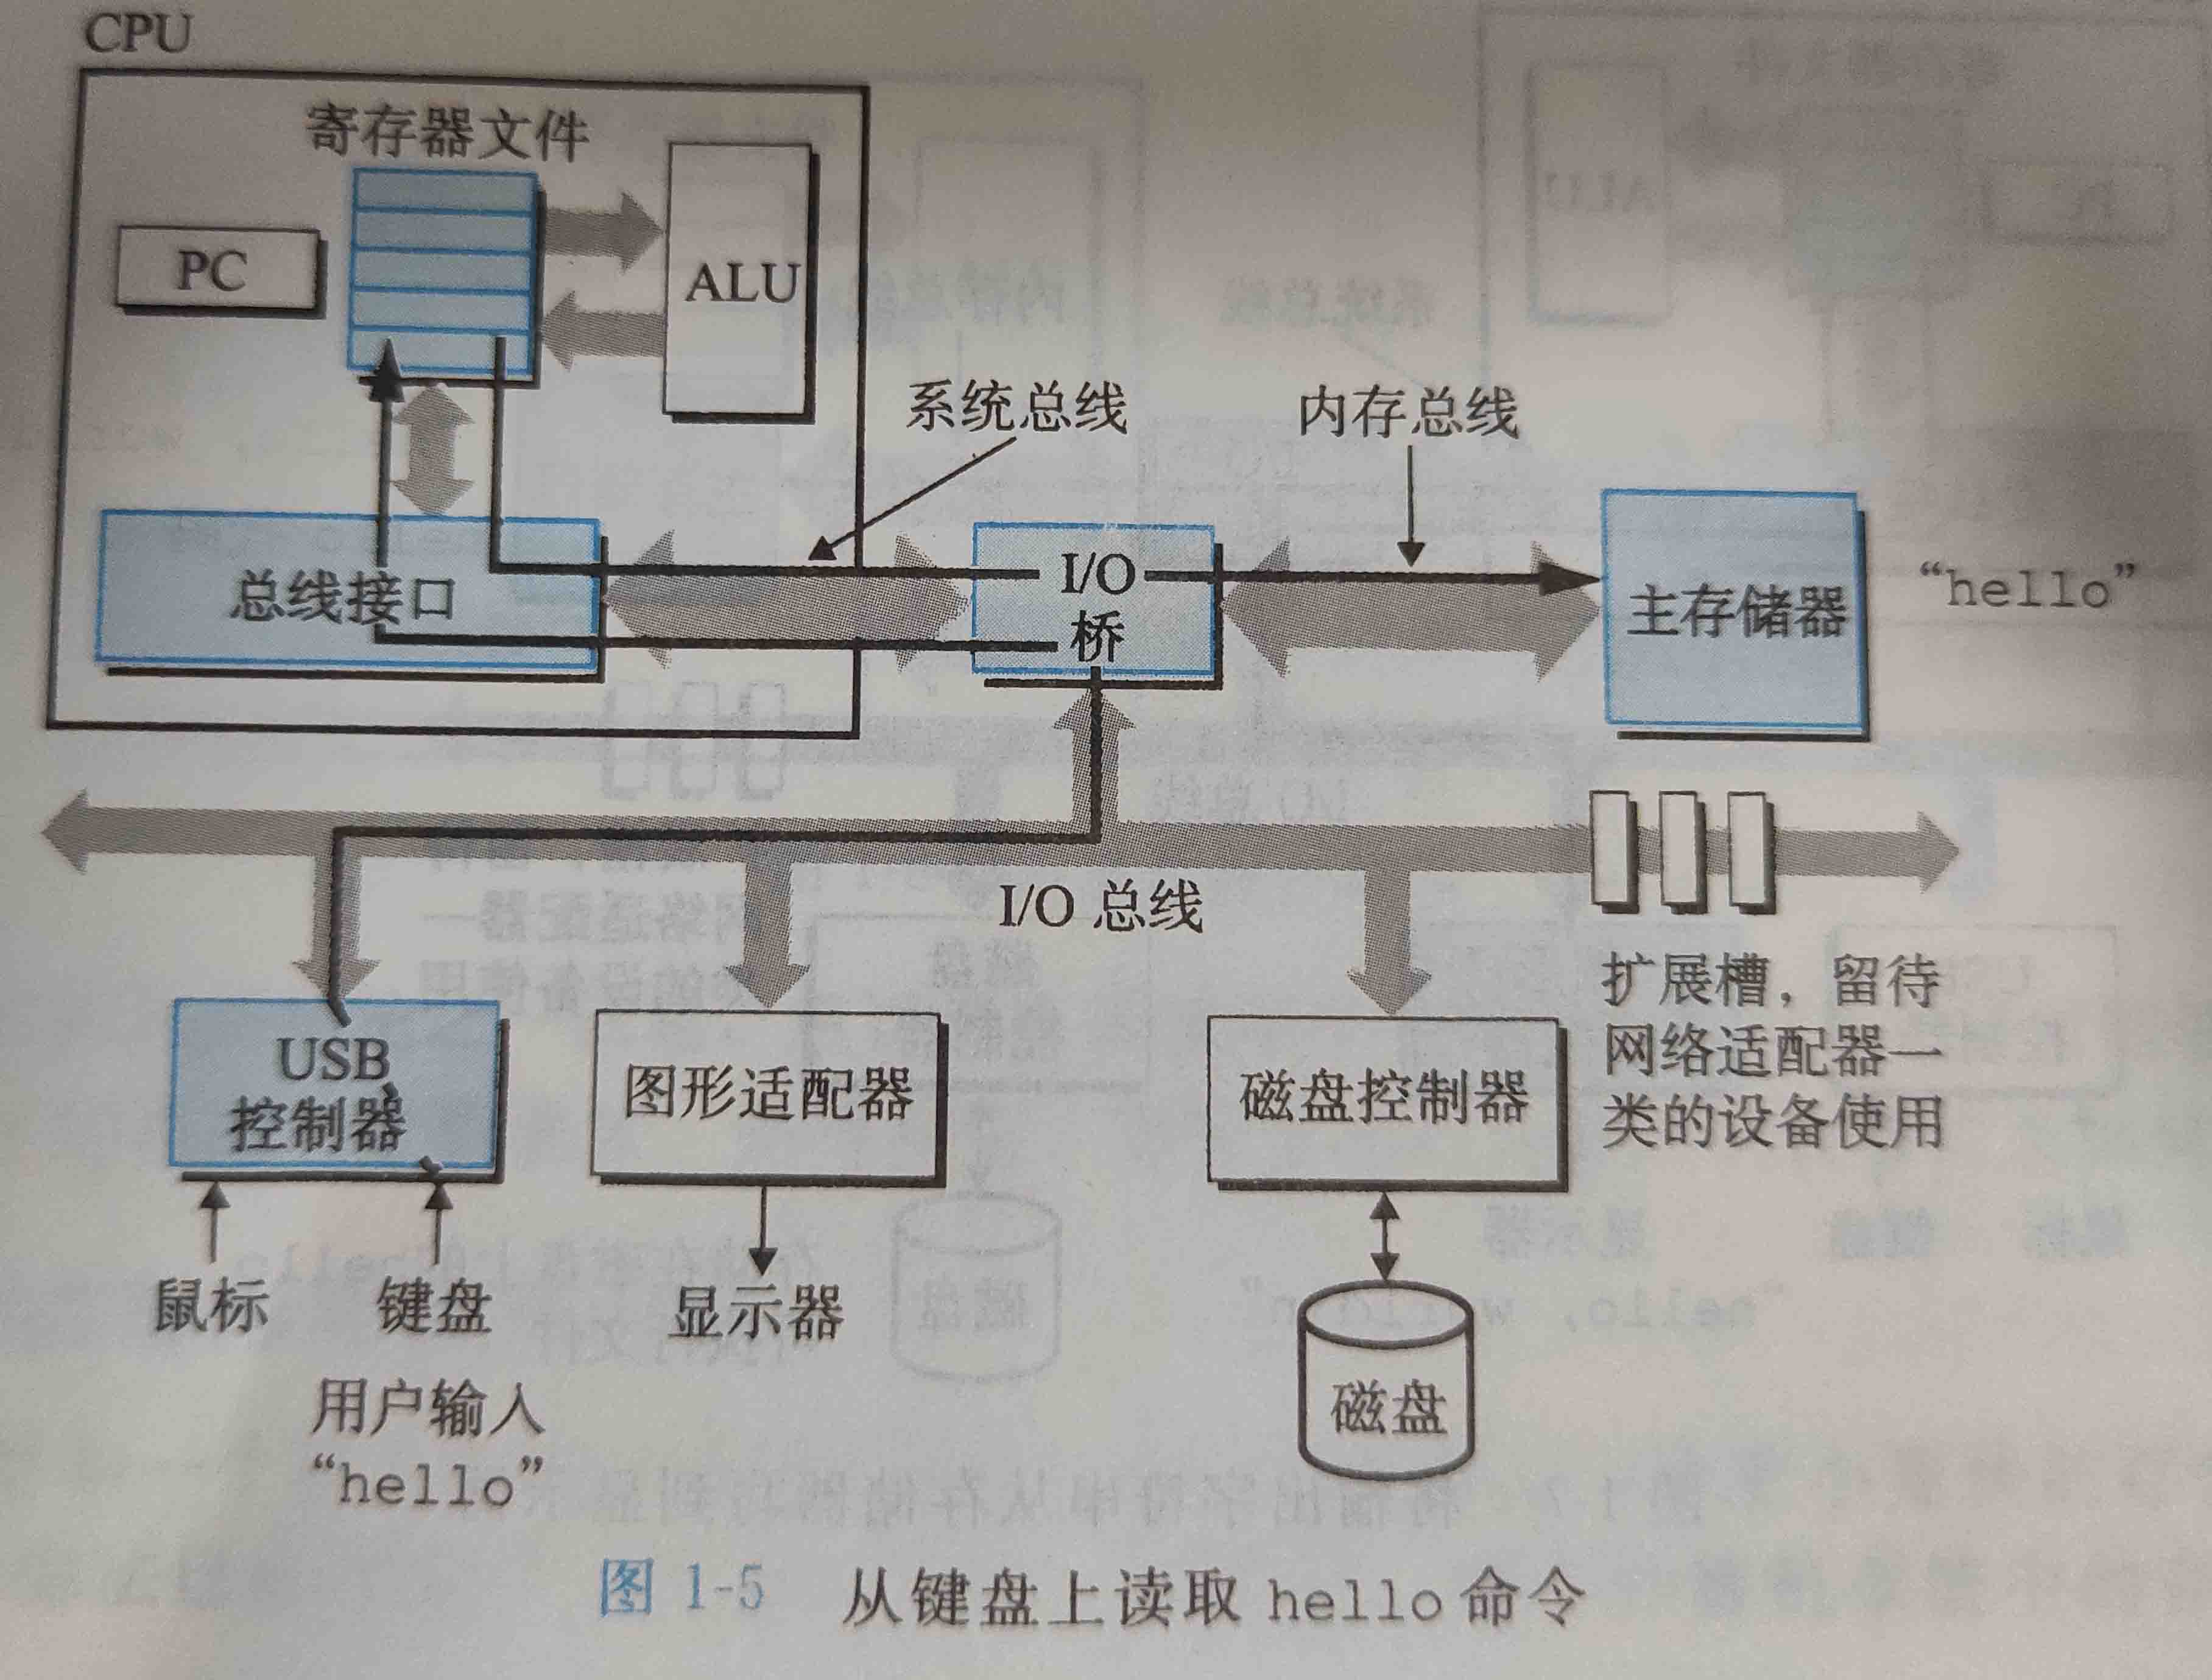 CPU
寄存器文件
PC
ALU
系统总线
内存总线
总线接口
I/O
桥
主存储器
“hello”
I/O 总线
扩展槽，留待
网络适配器一
类的设备使用
USB
控制器
图形适配器
磁盘控制器
鼠标
键盘
显示器
磁盘
用户输入
“hello”
图 1-5 从键盘上读取 hello 命令